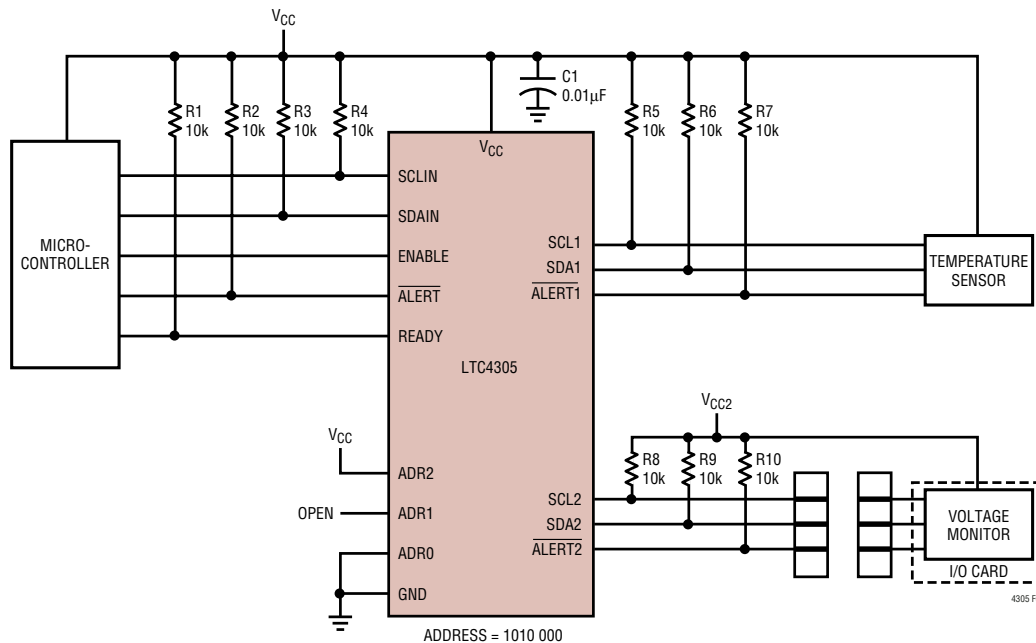 VCC
R1
10k
R2
10k
R3
10k
R4
10k
C1
0.01µF
R5
10k
R6
10k
R7
10k
MICRO-
CONTROLLER
VCC
SCLIN
SDAIN
ENABLE
ALERT
READY
SCL1
SDA1
ALERT1
TEMPERATURE
SENSOR
LTC4305
VCC
ADR2
OPEN
ADR1
ADR0
GND
VCC2
R8
10k
R9
10k
R10
10k
SCL2
SDA2
ALERT2
VOLTAGE
MONITOR
I/O CARD
4305 F
ADDRESS = 1010 000